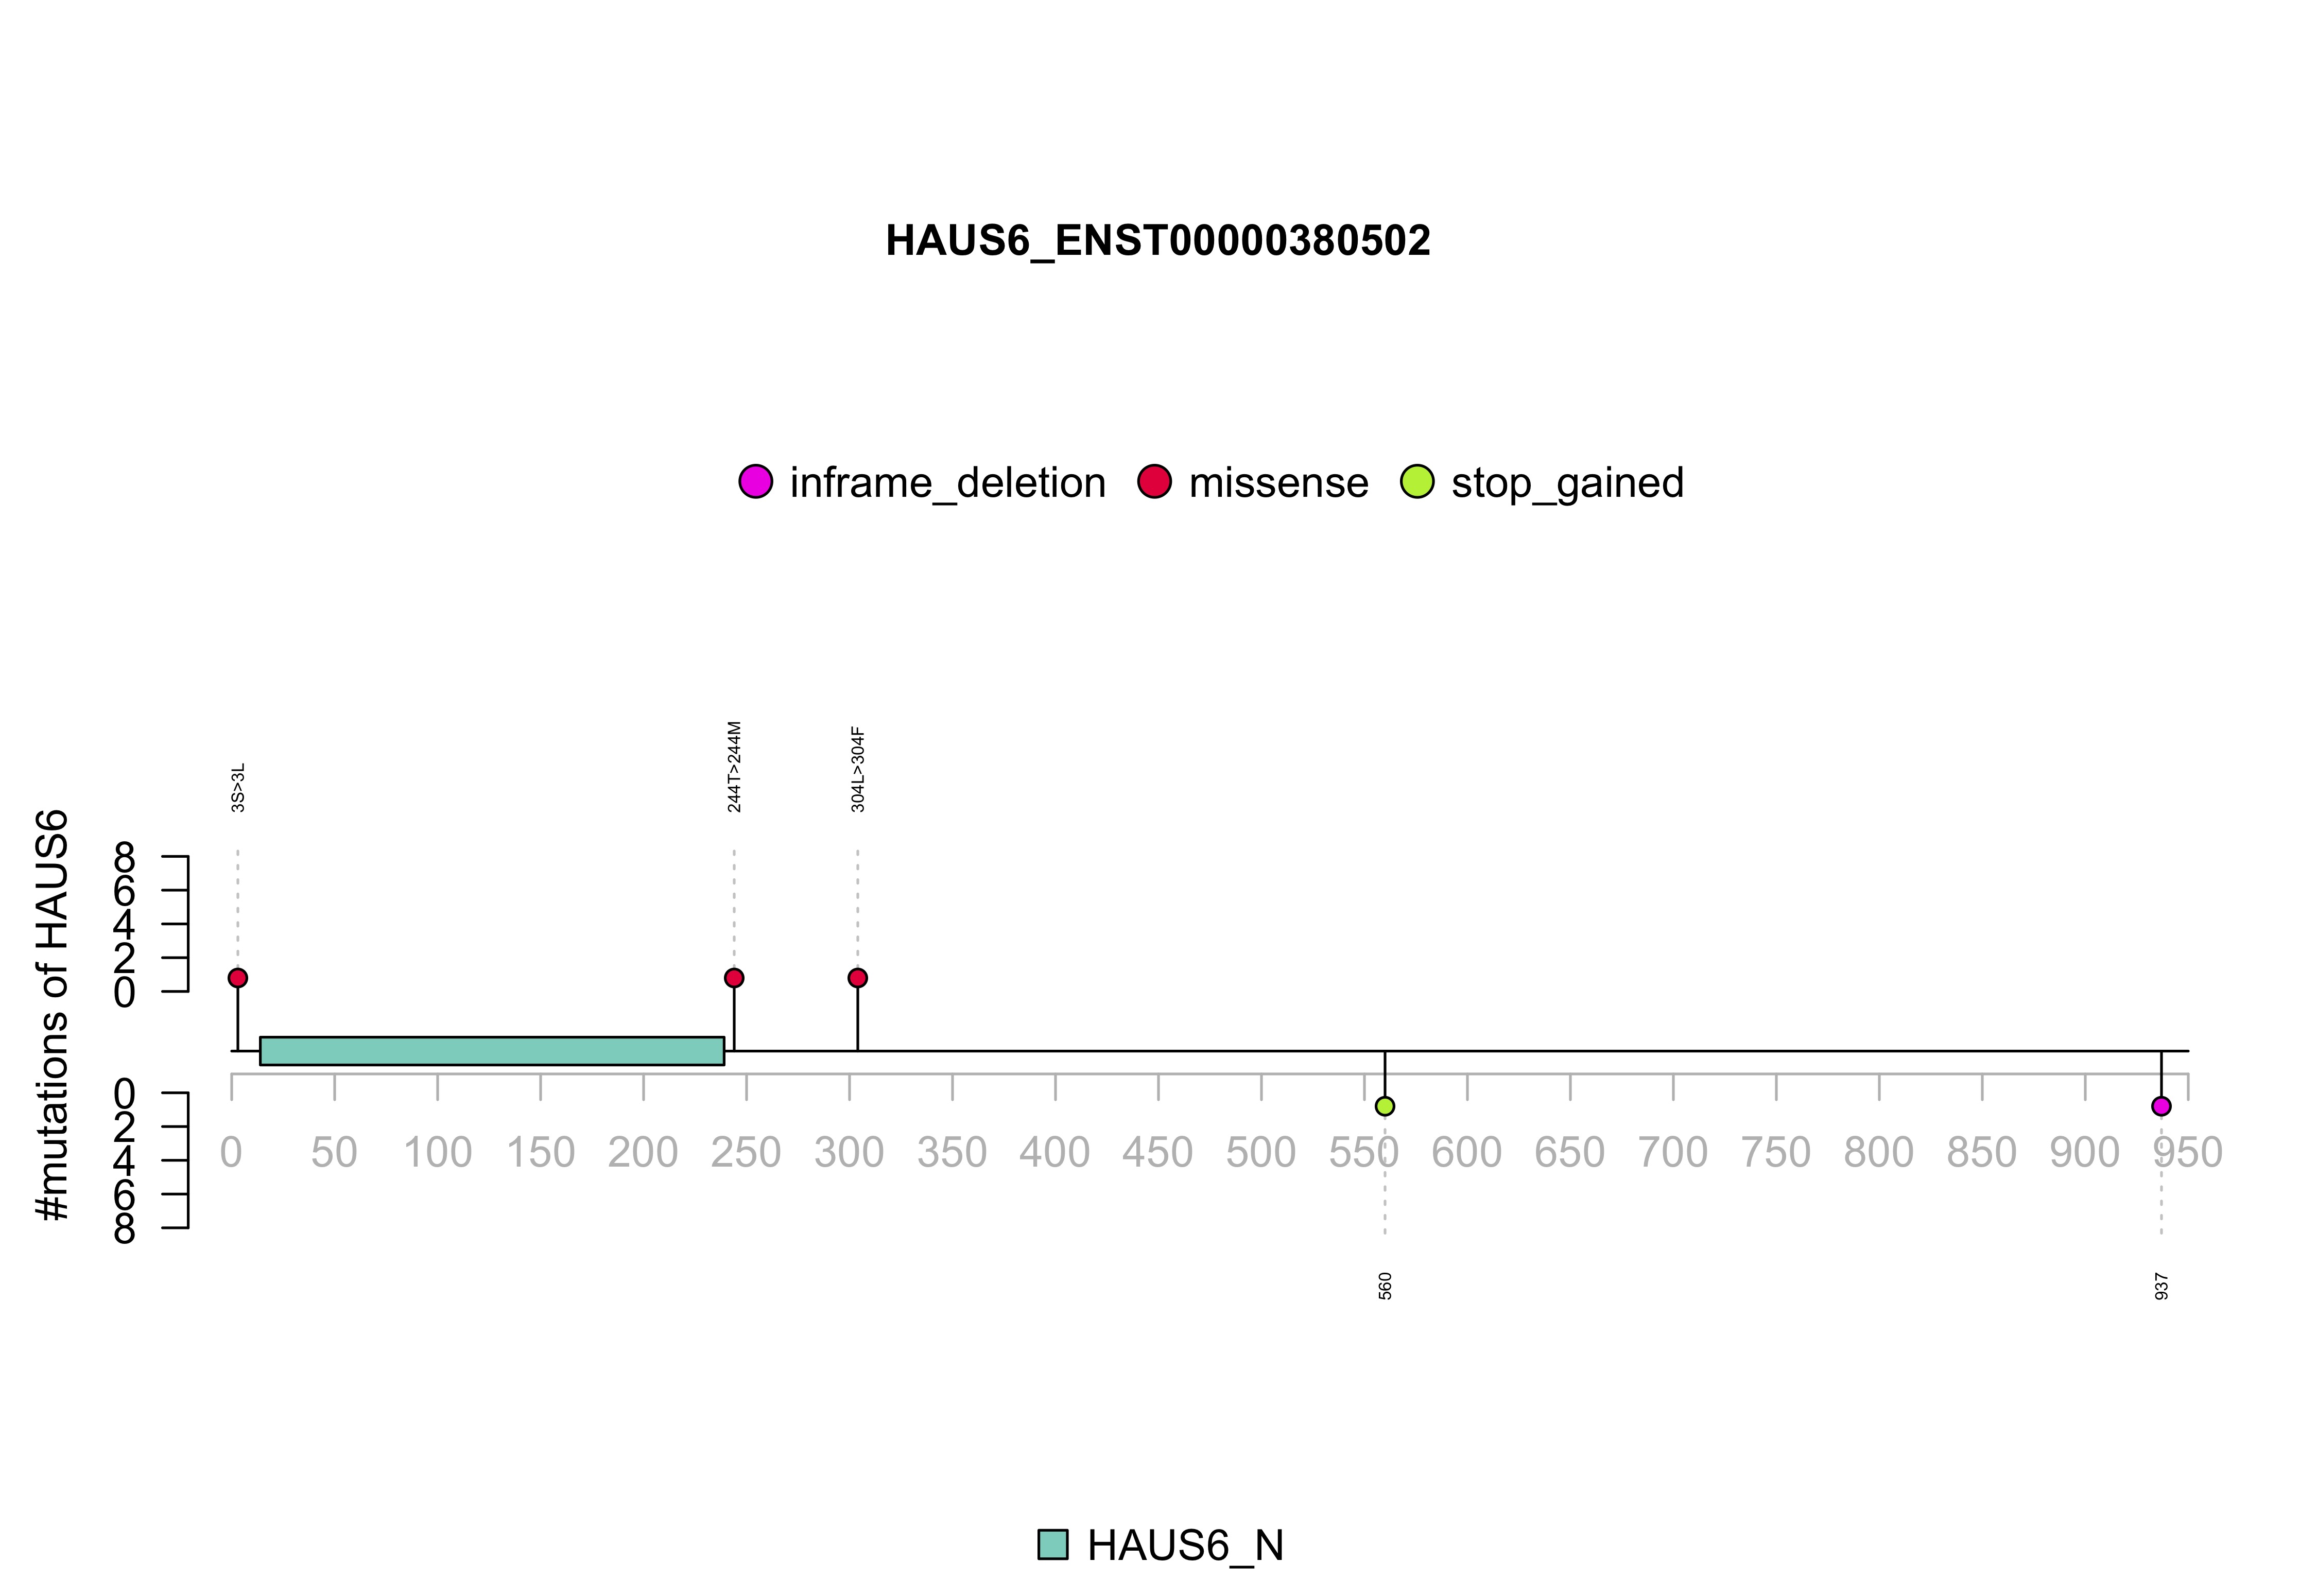 HAUS6_ENST00000380502
inframe_deletion missense stop_gained
3S>3L
244T>244M
304L>304F
#mutations of HAUS6
8
6
4
2
0
0
2
4
6
8
0 50 100 150 200 250 300 350 400 450 500 550 600 650 700 750 800 850 900 950
560
937
HAUS6_N